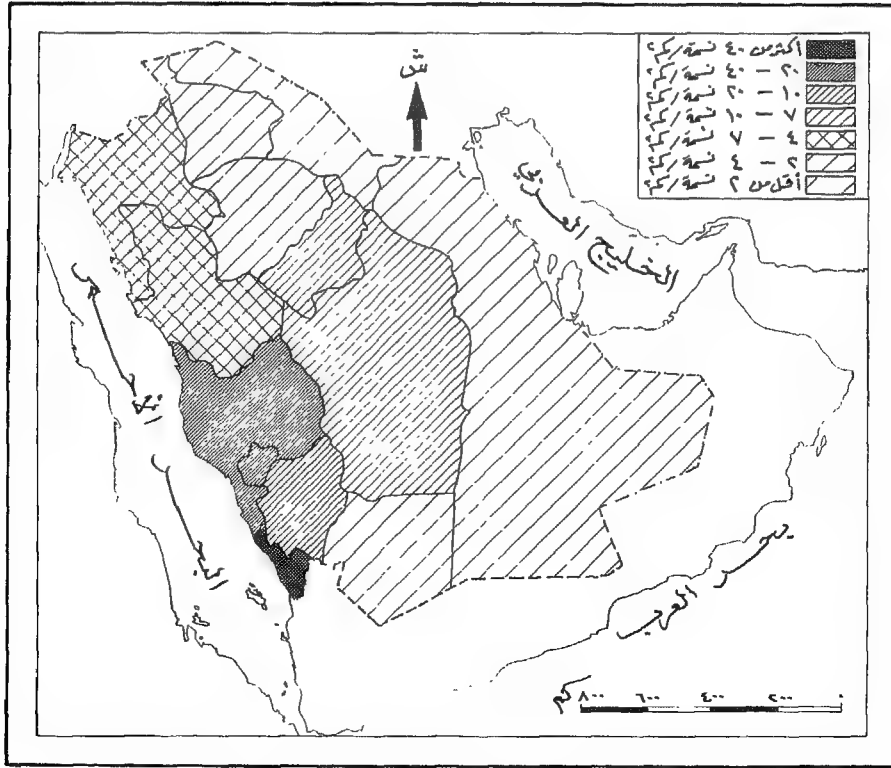 أكثر من ٤٠ نسمة/كم٢
٢٠ – ٤٠ نسمة/كم٢
١٠ – ٢٠ نسمة/كم٢
٧ – ١٠ نسمة/كم٢
٤ – ٧ نسمة/كم٢
٢ – ٤ نسمة/كم٢
أقل من ٢ نسمة/كم٢
ش
الخليج العربي
البحر الأحمر
بحر العرب
٨٠٠ ٦٠٠ ٤٠٠ ٢٠٠ ٠ كم